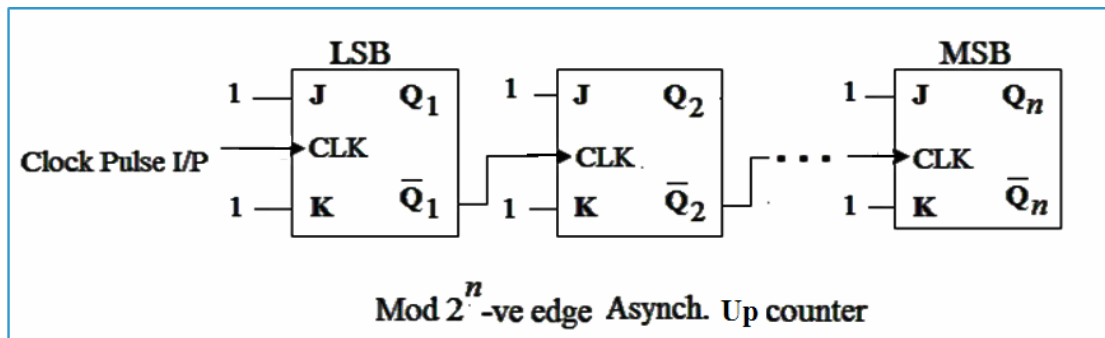 LSB MSB
1 J Q₁ 1 J Q₂ 1 J Qₙ
Clock Pulse I/P CLK CLK ... CLK
1 K Q̅₁ 1 K Q̅₂ 1 K Q̅ₙ
Mod 2ⁿ-ve edge Asynch. Up counter